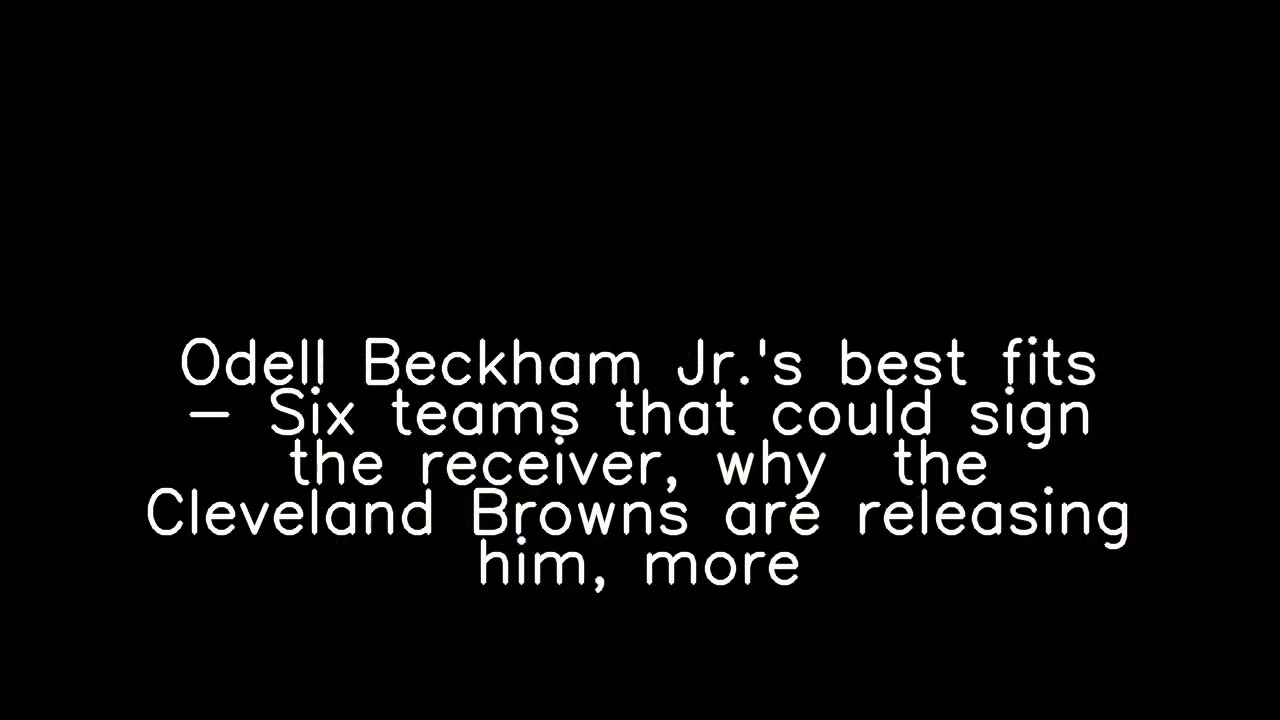 Odell Beckham Jr.'s best fits
– Six teams that could sign
the receiver, why  the
Cleveland Browns are releasing
him, more